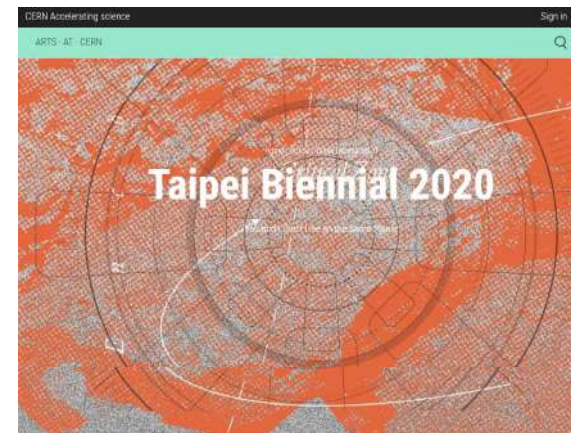 CERN Accelerating science
Sign in
ARTS · AT · CERN
Taipei Biennial 2020